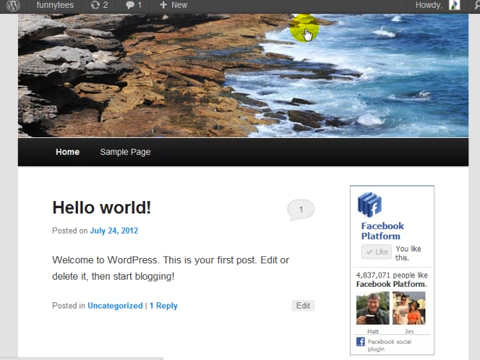 funnytees 2 1 + New Howdy,
Home Sample Page
Hello world!
1
Posted on July 24, 2012
Welcome to WordPress. This is your first post. Edit or
delete it, then start blogging!
Posted in Uncategorized | 1 Reply Edit
Facebook
Platform
Like You like
this.
4,837,071 people like
Facebook Platform.
Matt Jim
Facebook social
plugin